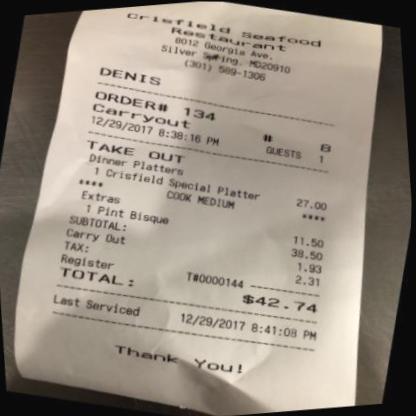 Crisfield Seafood
Restaurant
8012 Georgia Ave.
Silver Spring, MD20910
(301) 589-1306
DENIS
ORDER# 134
Carryout # 8
12/29/2017 8:38:16 PM GUESTS 1
TAKE OUT
Dinner Platters
1 Crisfield Special Platter 27.00
**** COOK MEDIUM ****
Extras
1 Pint Bisque 11.50
SUBTOTAL: 38.50
Carry Out 1.93
TAX: 2.31
Register T#0000144
TOTAL: $42.74
Last Serviced 12/29/2017 8:41:08 PM
Thank You!